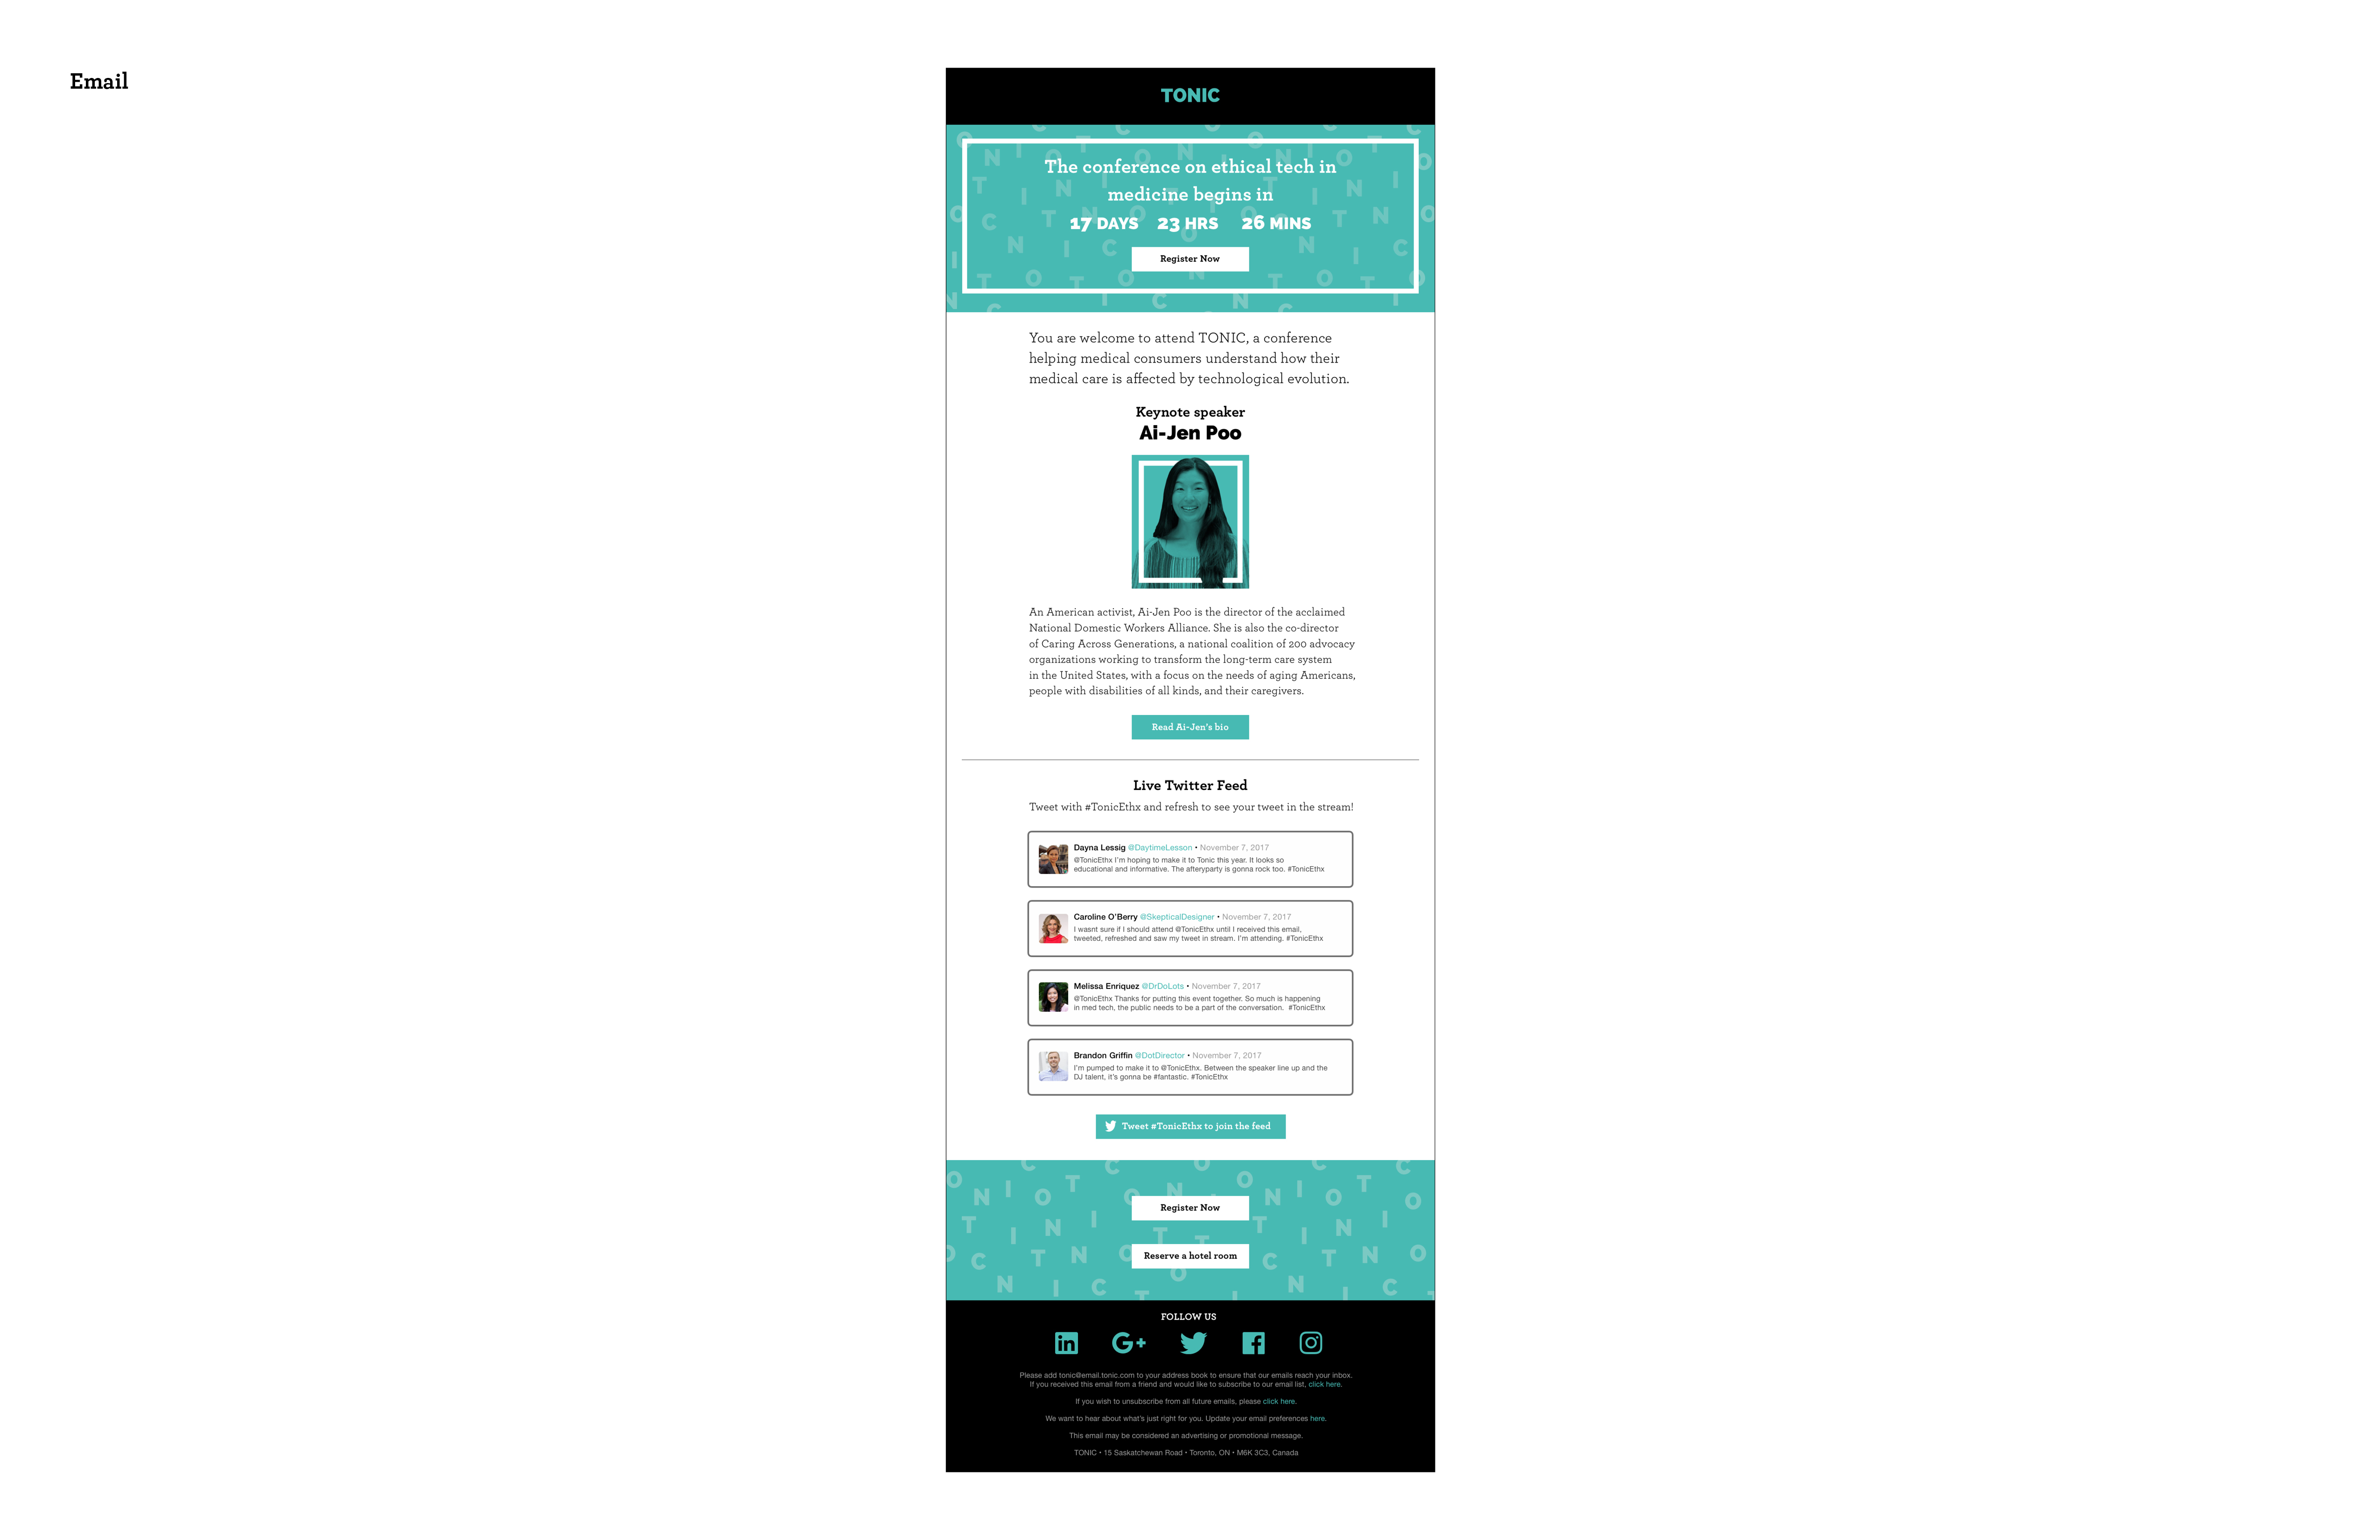 Email
TONIC
The conference on ethical tech in
medicine begins in
17 DAYS 23 HRS 26 MINS
Register Now
You are welcome to attend TONIC, a conference
helping medical consumers understand how their
medical care is affected by technological evolution.
Keynote speaker
Ai-Jen Poo
An American activist, Ai-Jen Poo is the director of the acclaimed
National Domestic Workers Alliance. She is also the co-director
of Caring Across Generations, a national coalition of 200 advocacy
organizations working to transform the long-term care system
in the United States, with a focus on the needs of aging Americans,
people with disabilities of all kinds, and their caregivers.
Read Ai-Jen's bio
Live Twitter Feed
Tweet with #TonicEthx and refresh to see your tweet in the stream!
Dayna Lessig @DaytimeLesson • November 7, 2017
@TonicEthx I'm hoping to make it to Tonic this year. It looks so
educational and informative. The afteryparty is gonna rock too. #TonicEthx
Caroline O'Berry @SkepticalDesigner • November 7, 2017
I wasnt sure if I should attend @TonicEthx until I received this email,
tweeted, refreshed and saw my tweet in stream. I'm attending. #TonicEthx
Melissa Enriquez @DrDoLots • November 7, 2017
@TonicEthx Thanks for putting this event together. So much is happening
in med tech, the public needs to be a part of the conversation. #TonicEthx
Brandon Griffin @DotDirector • November 7, 2017
I'm pumped to make it to @TonicEthx. Between the speaker line up and the
DJ talent, it's gonna be #fantastic. #TonicEthx
Tweet #TonicEthx to join the feed
Register Now
Reserve a hotel room
FOLLOW US
in G+
Please add tonic@email.tonic.com to your address book to ensure that our emails reach your inbox.
If you received this email from a friend and would like to subscribe to our email list, click here.
If you wish to unsubscribe from all future emails, please click here.
We want to hear about what's just right for you. Update your email preferences here.
This email may be considered an advertising or promotional message.
TONIC • 15 Saskatchewan Road • Toronto, ON • M6K 3C3, Canada